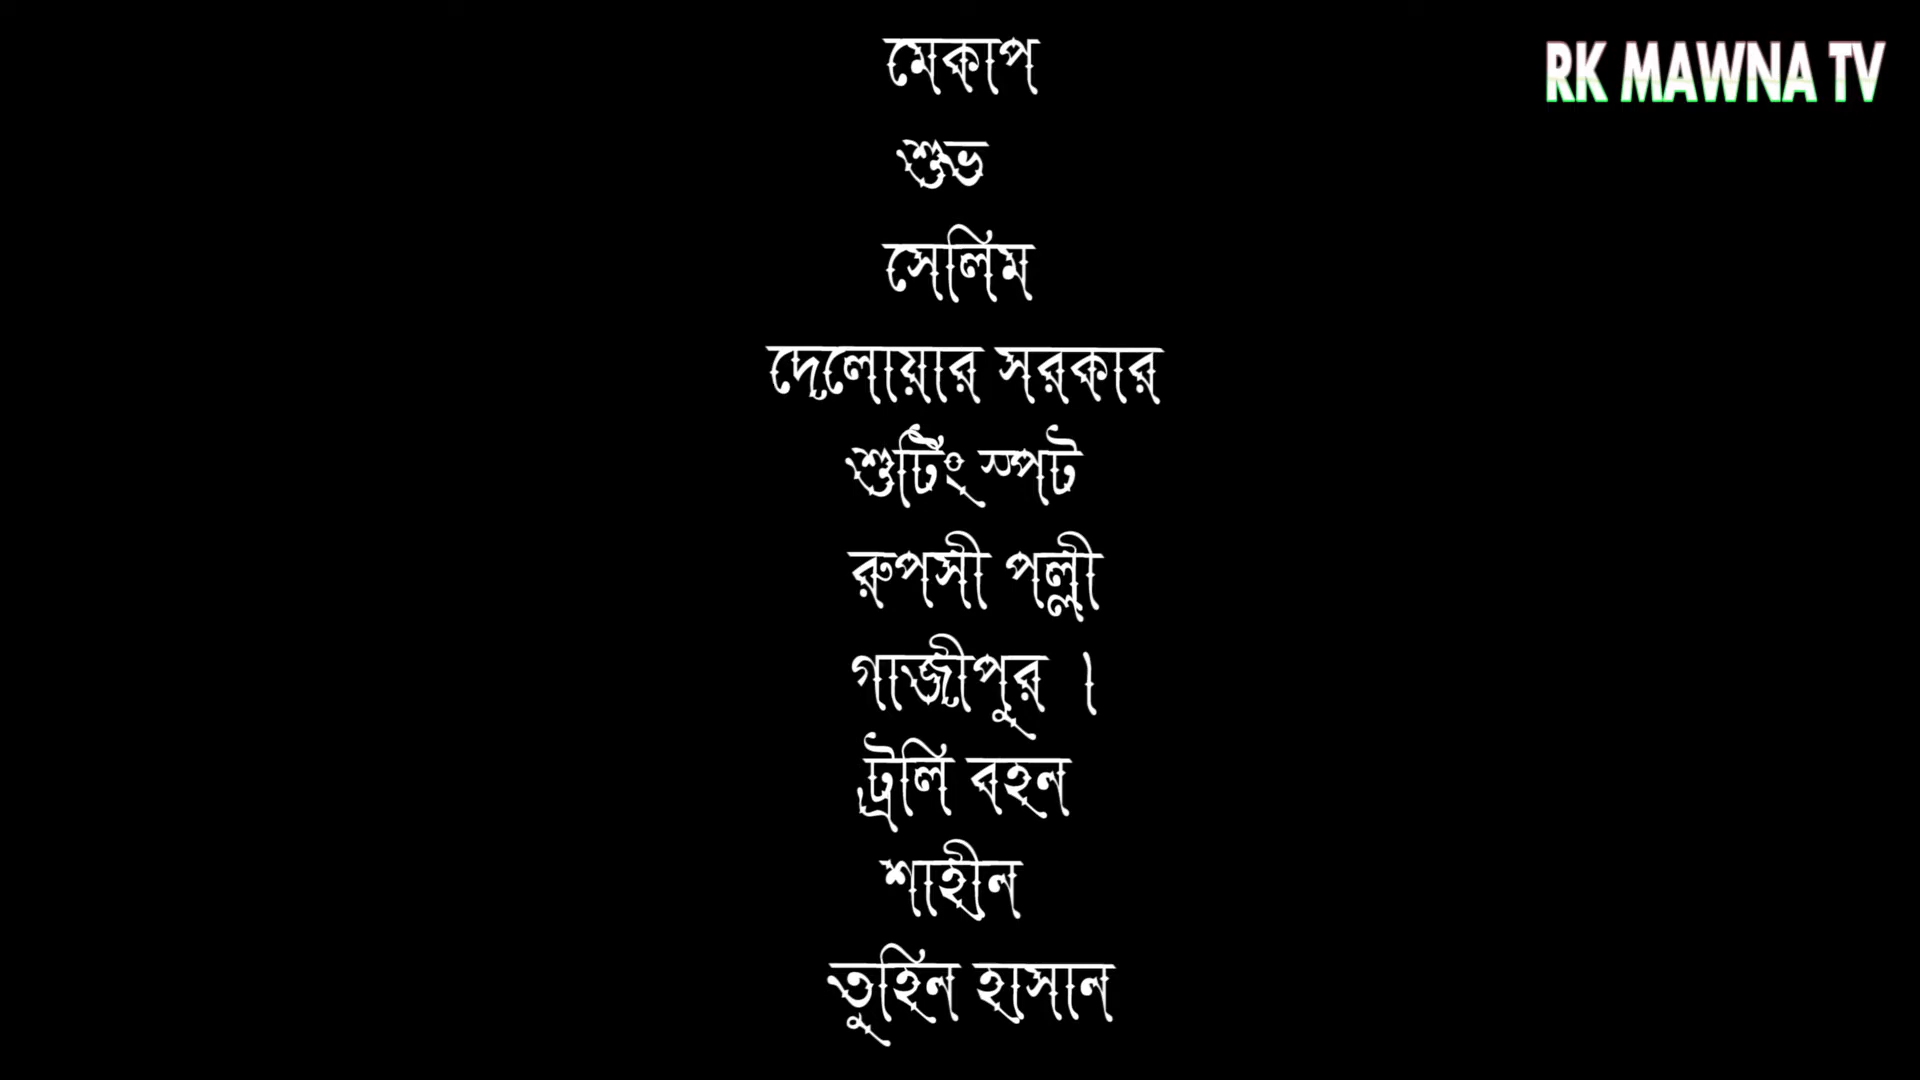 মেকাপ
RK MAWNA TV
শুভ
সেলিম
দেলোয়ার সরকার
শুটিং স্পট
রুপসী পল্লী
গাজীপুর ।
ট্রলি বহন
শাহীন
তুহিন হাসান